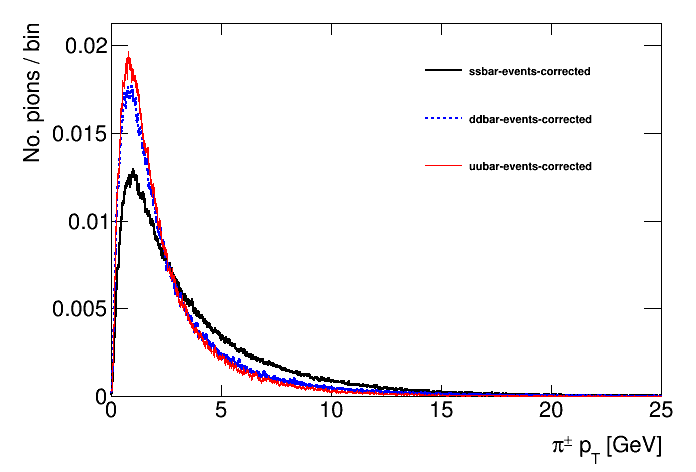 No. pions / bin
0.02
0.015
0.01
0.005
0
ssbar-events-corrected
ddbar-events-corrected
uubar-events-corrected
0 5 10 15 20 25
π± p_T [GeV]